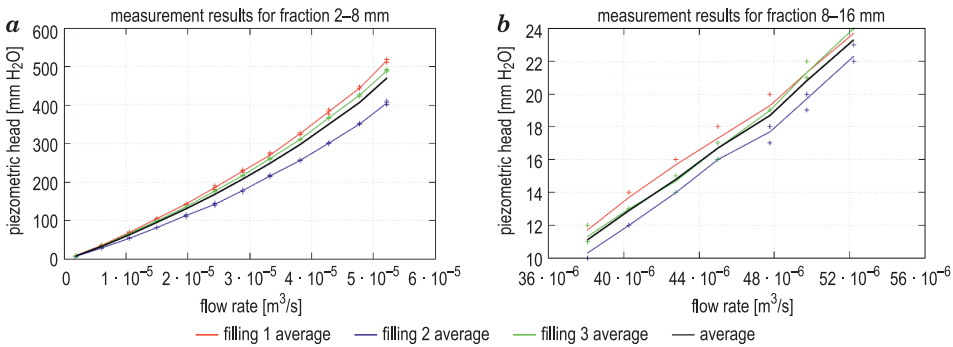 a measurement results for fraction 2–8 mm
piezometric head [mm H2O]
600
500
400
300
200
100
0
0 1 · 10⁻⁵ 2 · 10⁻⁵ 3 · 10⁻⁵ 4 · 10⁻⁵ 5 · 10⁻⁵ 6 · 10⁻⁵
flow rate [m³/s]
b measurement results for fraction 8–16 mm
piezometric head [mm H2O]
24
22
20
18
16
14
12
10
36 · 10⁻⁶ 40 · 10⁻⁶ 44 · 10⁻⁶ 48 · 10⁻⁶ 52 · 10⁻⁶ 56 · 10⁻⁶
flow rate [m³/s]
filling 1 average filling 2 average filling 3 average average